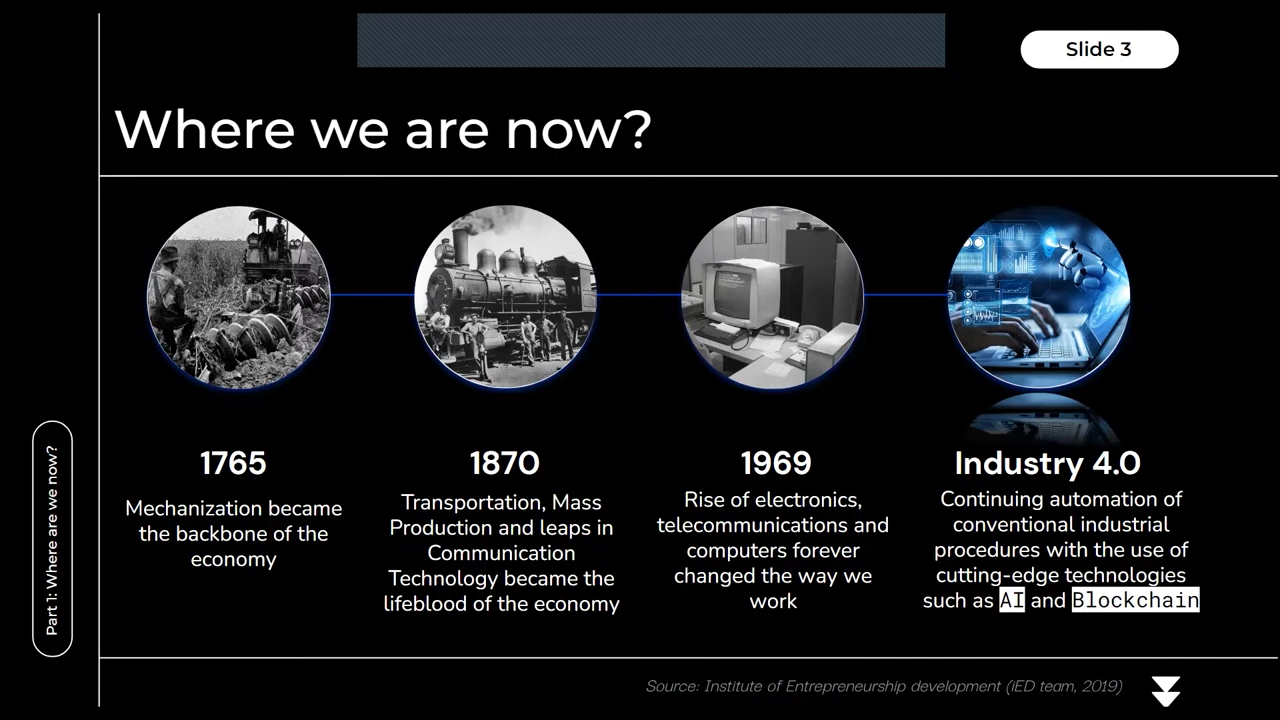 Slide 3
Where we are now?
1765
Mechanization became
the backbone of the
economy
1870
Transportation, Mass
Production and leaps in
Communication
Technology became the
lifeblood of the economy
1969
Rise of electronics,
telecommunications and
computers forever
changed the way we
work
Industry 4.0
Continuing automation of
conventional industrial
procedures with the use of
cutting-edge technologies
such as AI and Blockchain
Part 1: Where are we now?
Source: Institute of Entrepreneurship development (iED team, 2019)